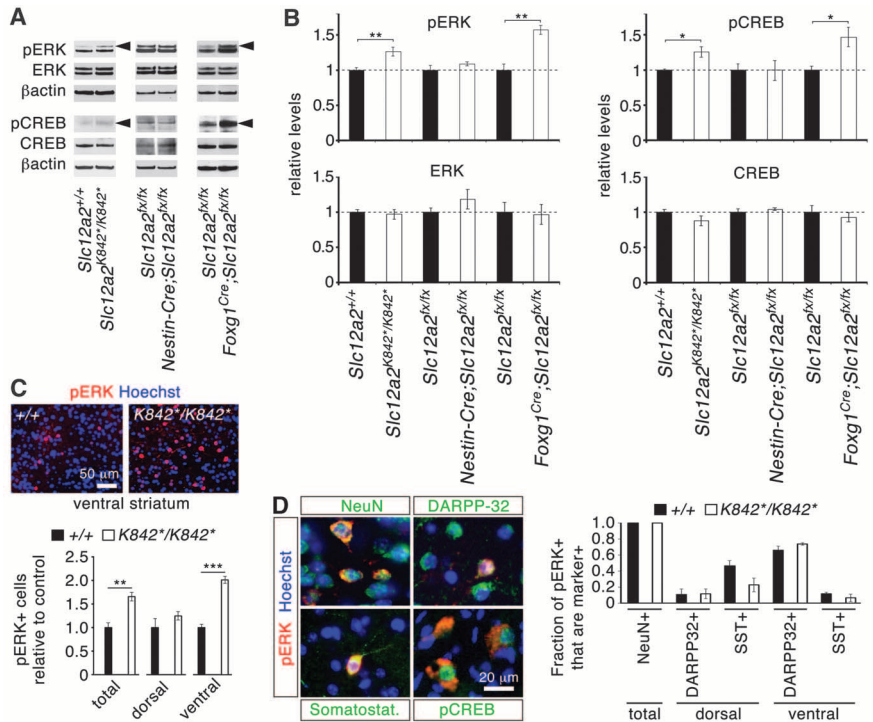 A
pERK
ERK
βactin
pCREB
CREB
βactin
Slc12a2+/+
Slc12a2K842*/K842*
Slc12a2fx/fx
Nestin-Cre;Slc12a2fx/fx
Slc12a2fx/fx
Foxg1Cre;Slc12a2fx/fx
B
pERK
**
**
1.5
1
0.5
0
relative levels
ERK
1.5
1
0.5
0
Slc12a2+/+
Slc12a2K842*/K842*
Slc12a2fx/fx
Nestin-Cre;Slc12a2fx/fx
Slc12a2fx/fx
Foxg1Cre;Slc12a2fx/fx
pCREB
*
*
1.5
1
0.5
0
relative levels
CREB
1.5
1
0.5
0
Slc12a2+/+
Slc12a2K842*/K842*
Slc12a2fx/fx
Nestin-Cre;Slc12a2fx/fx
Slc12a2fx/fx
Foxg1Cre;Slc12a2fx/fx
C
pERK Hoechst
+/+
K842*/K842*
50 µm
ventral striatum
+/+ K842*/K842*
pERK+ cells
relative to control
2.5
2.0
1.5
1.0
0.5
0
**
***
total
dorsal
ventral
D
NeuN
DARPP-32
pERK Hoechst
20 µm
Somatostat.
pCREB
+/+ K842*/K842*
Fraction of pERK+
that are marker+
1.0
0.8
0.6
0.4
0.2
0
NeuN+
DARPP32+
SST+
DARPP32+
SST+
total
dorsal
ventral